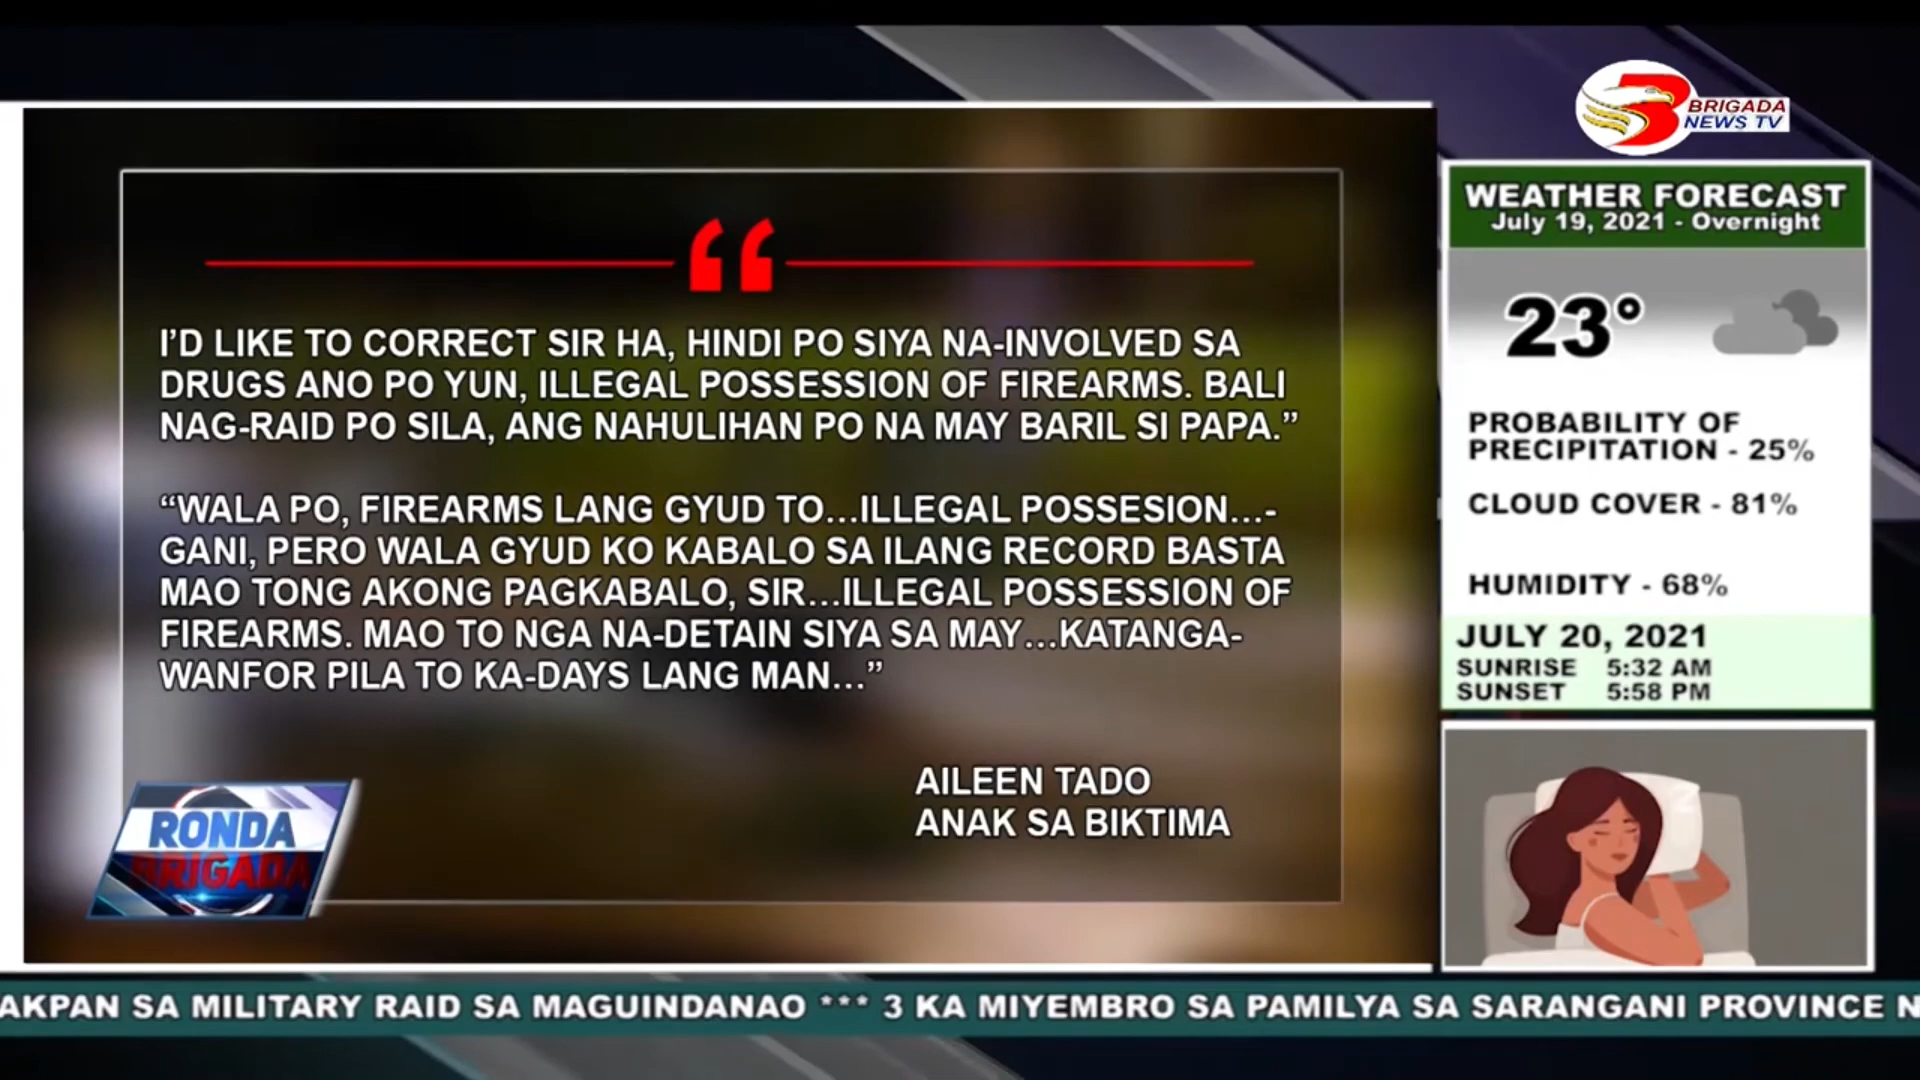 BRIGADA
NEWS TV
I'D LIKE TO CORRECT SIR HA, HINDI PO SIYA NA-INVOLVED SA
DRUGS ANO PO YUN, ILLEGAL POSSESSION OF FIREARMS. BALI
NAG-RAID PO SILA, ANG NAHULIHAN PO NA MAY BARIL SI PAPA.”
“WALA PO, FIREARMS LANG GYUD TO...ILLEGAL POSSESION...-
GANI, PERO WALA GYUD KO KABALO SA ILANG RECORD BASTA
MAO TONG AKONG PAGKABALO, SIR...ILLEGAL POSSESSION OF
FIREARMS. MAO TO NGA NA-DETAIN SIYA SA MAY...KATANGA-
WANFOR PILA TO KA-DAYS LANG MAN...”
AILEEN TADO
ANAK SA BIKTIMA
RONDA
BRIGADA
WEATHER FORECAST
July 19, 2021 - Overnight
23°
PROBABILITY OF
PRECIPITATION - 25%
CLOUD COVER - 81%
HUMIDITY - 68%
JULY 20, 2021
SUNRISE 5:32 AM
SUNSET 5:58 PM
AKPAN SA MILITARY RAID SA MAGUINDANAO *** 3 KA MIYEMBRO SA PAMILYA SA SARANGANI PROVINCE N